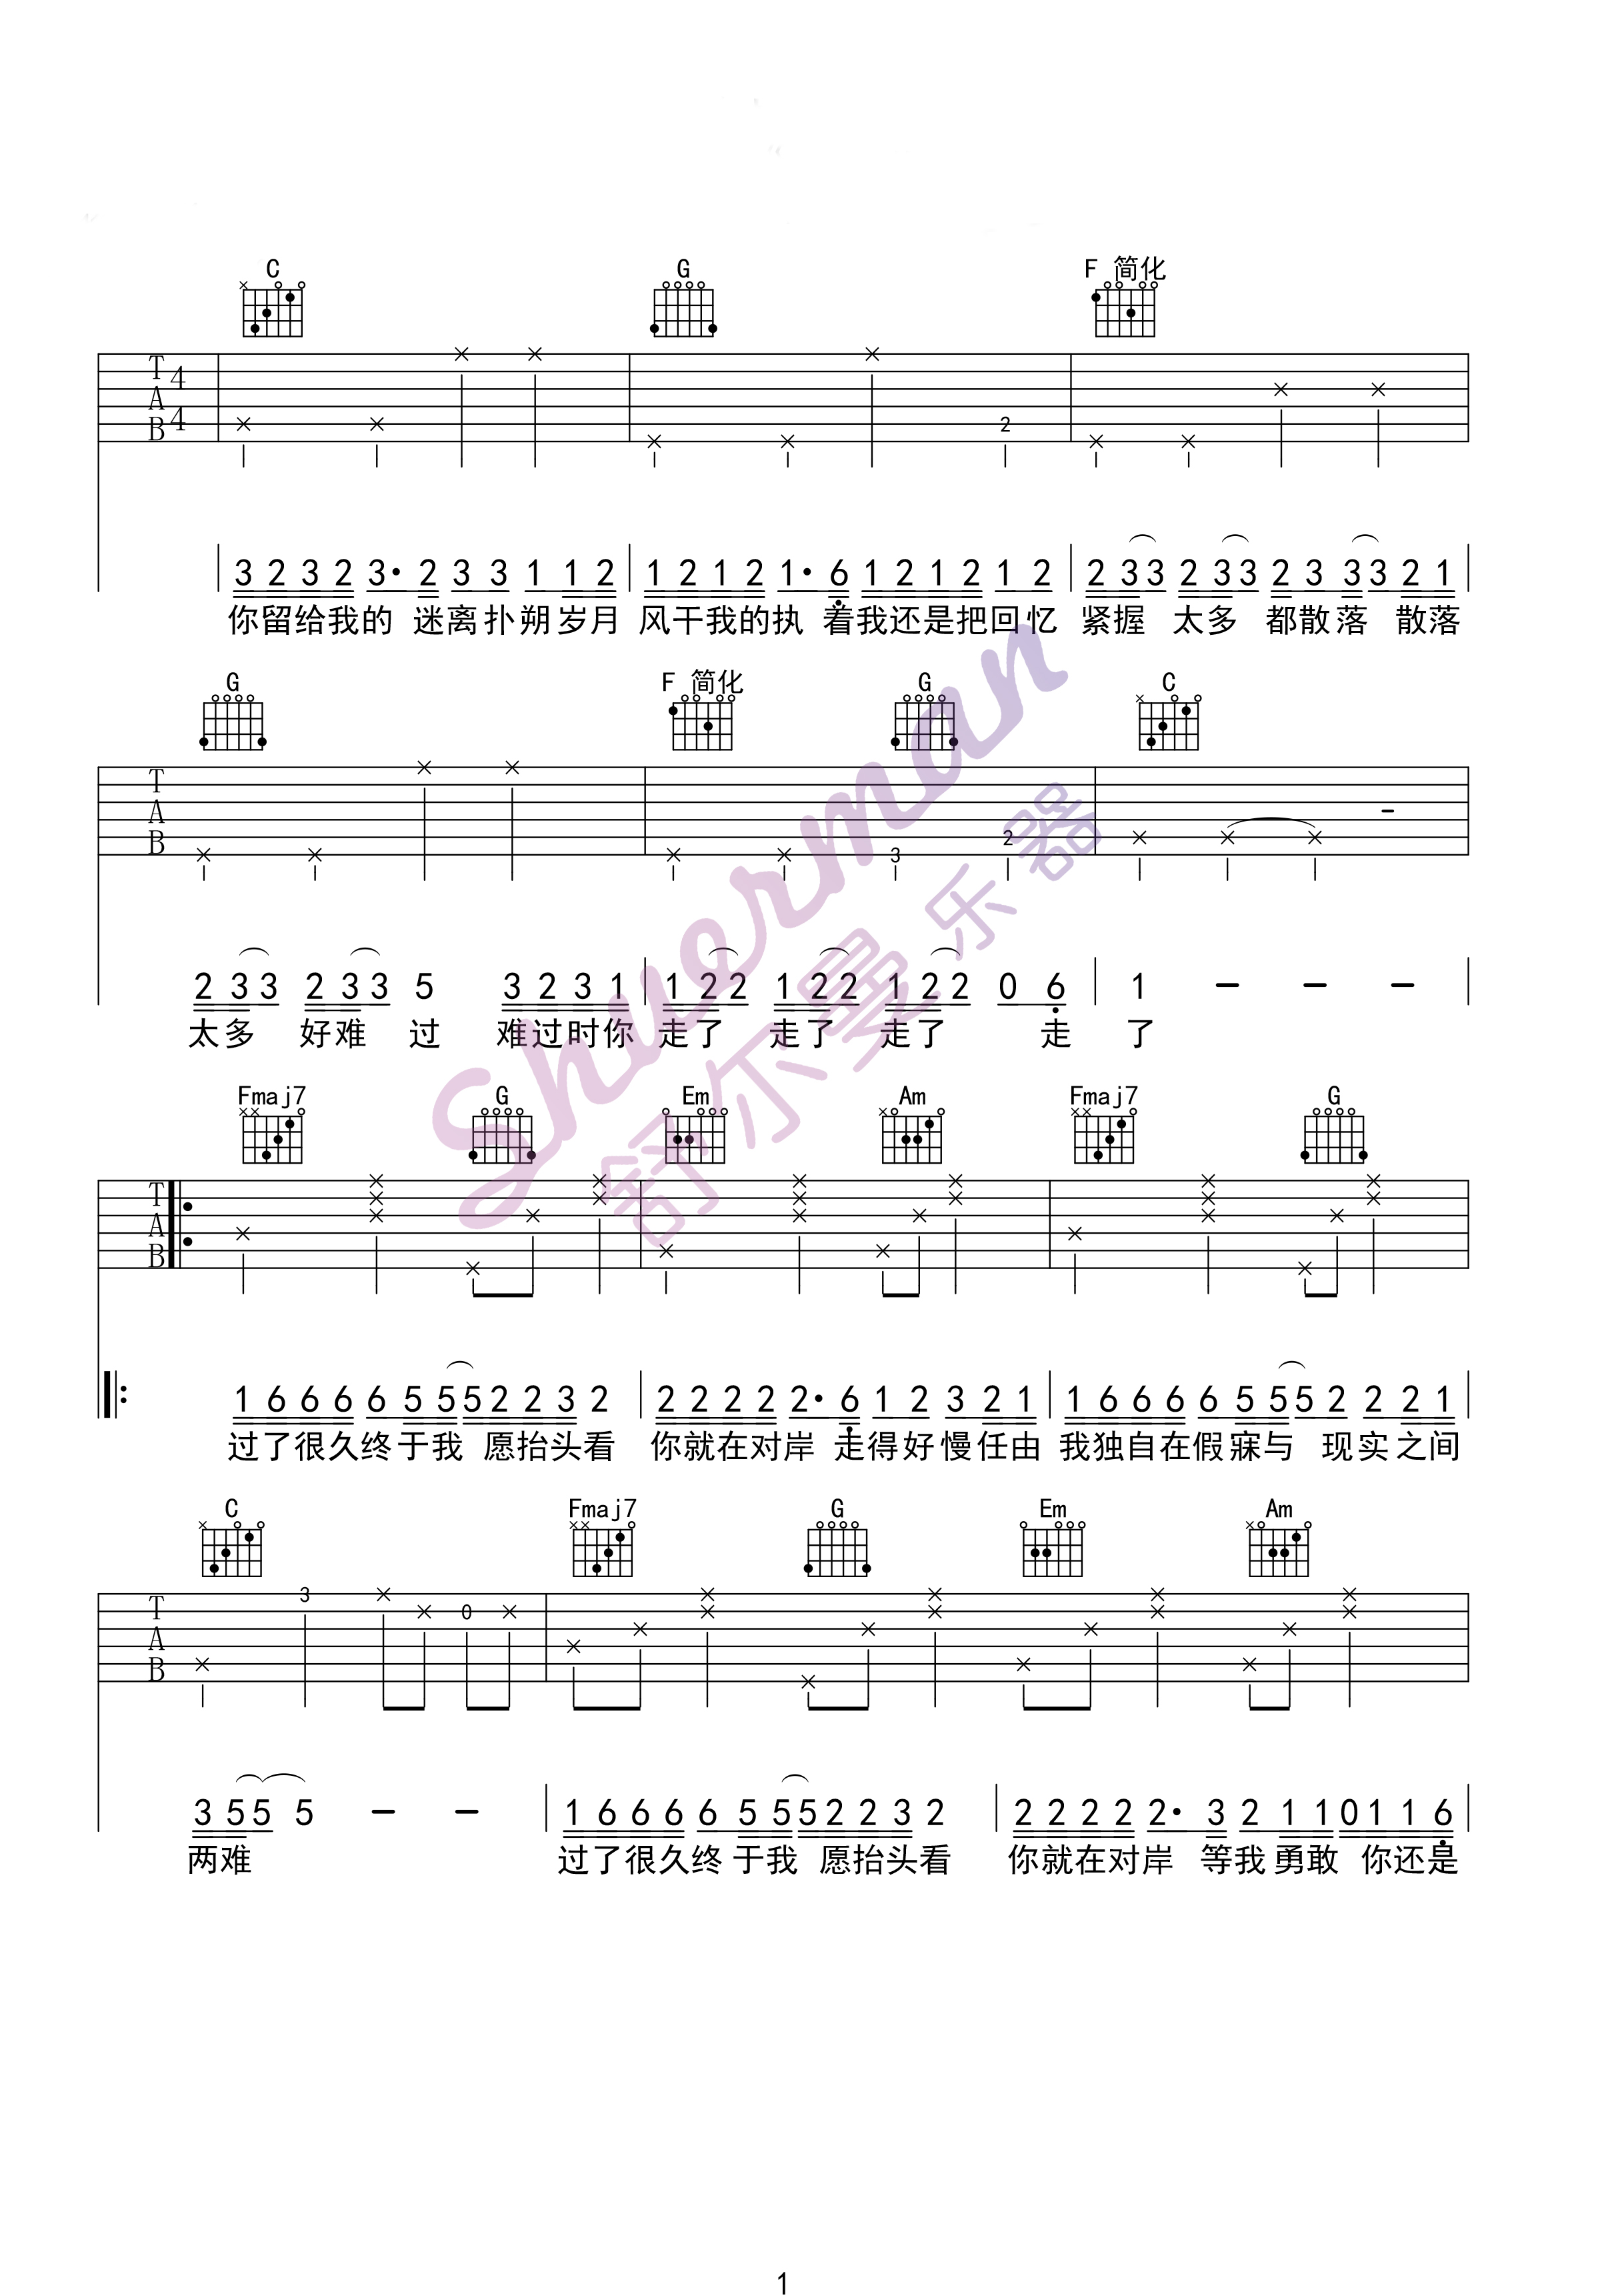 C G F 简化
T A B 4 4 2
3 2 3 2 3· 2 3 3 1 1 2 1 2 1 2 1· 6 1 2 1 2 1 2 2 3 3 2 3 3 2 3 3 3 2 1
你留给我的 迷离扑朔岁月 风干我的执 着我还是把回忆 紧握 太多 都散落 散落
G F 简化 G C
T A B 3 2
2 3 3 2 3 3 5 3 2 3 1 1 2 2 1 2 2 1 2 2 0 6 1 - - -
太多 好难 过 难过时你 走了 走了 走了 走 了
Fmaj7 G Em Am Fmaj7 G
T A B
1 6 6 6 6 5 5 5 2 2 3 2 2 2 2 2 2· 6 1 2 3 2 1 1 6 6 6 6 5 5 5 2 2 2 1
过了很久终于我 愿抬头看 你就在对岸 走得好慢任由 我独自在假寐与 现实之间
C Fmaj7 G Em Am
T A B 3 0
3 5 5 5 - - 1 6 6 6 6 5 5 5 2 2 3 2 2 2 2 2 2· 3 2 1 1 0 1 1 6
两难 过了很久终 于我 愿抬头看 你就在对岸 等我勇敢 你还是
Shuerman
舒尔曼乐器
1